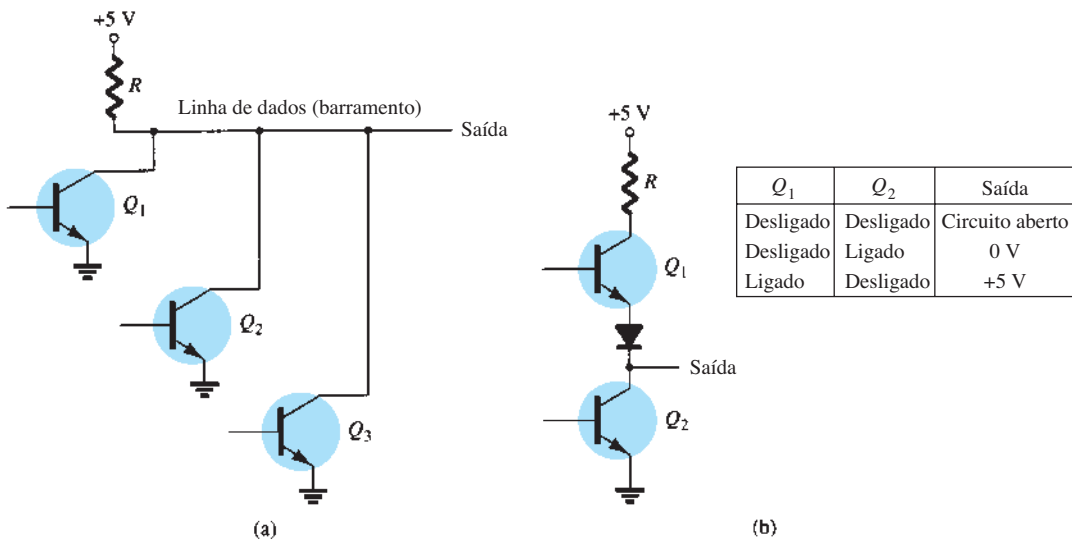 +5 V
R
Linha de dados (barramento)
Saída
Q1
Q2
Q3
(a)
+5 V
R
Q1
Saída
Q2
(b)
Q1 Q2 Saída
Desligado Desligado Circuito aberto
Desligado Ligado 0 V
Ligado Desligado +5 V